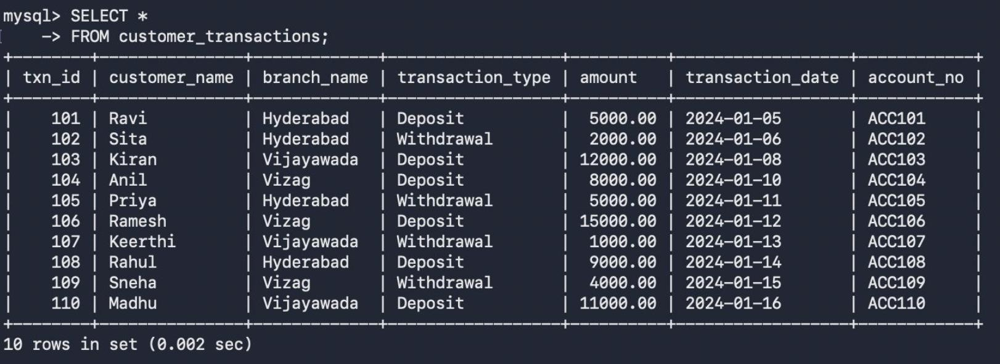 mysql> SELECT *
    -> FROM customer_transactions;
+--------+---------------+-------------+------------------+----------+------------------+------------+
| txn_id | customer_name | branch_name | transaction_type | amount   | transaction_date | account_no |
+--------+---------------+-------------+------------------+----------+------------------+------------+
|    101 | Ravi          | Hyderabad   | Deposit          |  5000.00 | 2024-01-05       | ACC101     |
|    102 | Sita          | Hyderabad   | Withdrawal       |  2000.00 | 2024-01-06       | ACC102     |
|    103 | Kiran         | Vijayawada  | Deposit          | 12000.00 | 2024-01-08       | ACC103     |
|    104 | Anil          | Vizag       | Deposit          |  8000.00 | 2024-01-10       | ACC104     |
|    105 | Priya         | Hyderabad   | Withdrawal       |  5000.00 | 2024-01-11       | ACC105     |
|    106 | Ramesh        | Vizag       | Deposit          | 15000.00 | 2024-01-12       | ACC106     |
|    107 | Keerthi       | Vijayawada  | Withdrawal       |  1000.00 | 2024-01-13       | ACC107     |
|    108 | Rahul         | Hyderabad   | Deposit          |  9000.00 | 2024-01-14       | ACC108     |
|    109 | Sneha         | Vizag       | Withdrawal       |  4000.00 | 2024-01-15       | ACC109     |
|    110 | Madhu         | Vijayawada  | Deposit          | 11000.00 | 2024-01-16       | ACC110     |
+--------+---------------+-------------+------------------+----------+------------------+------------+
10 rows in set (0.002 sec)